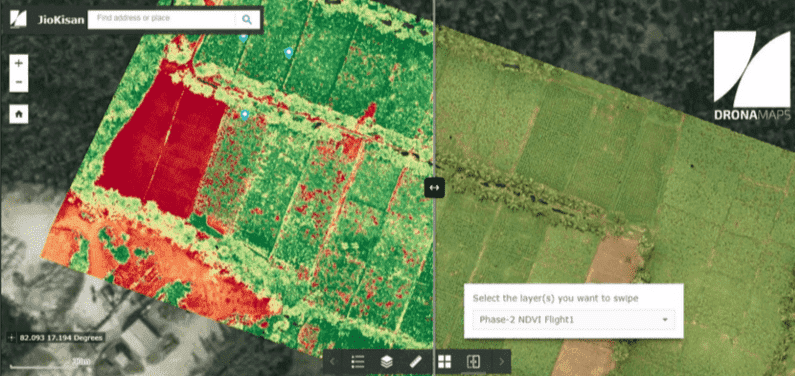 JioKisan
Find address or place
+
−
DRONAMAPS
Select the layer(s) you want to swipe
Phase-2 NDVI Flight1
82.093 17.194 Degrees